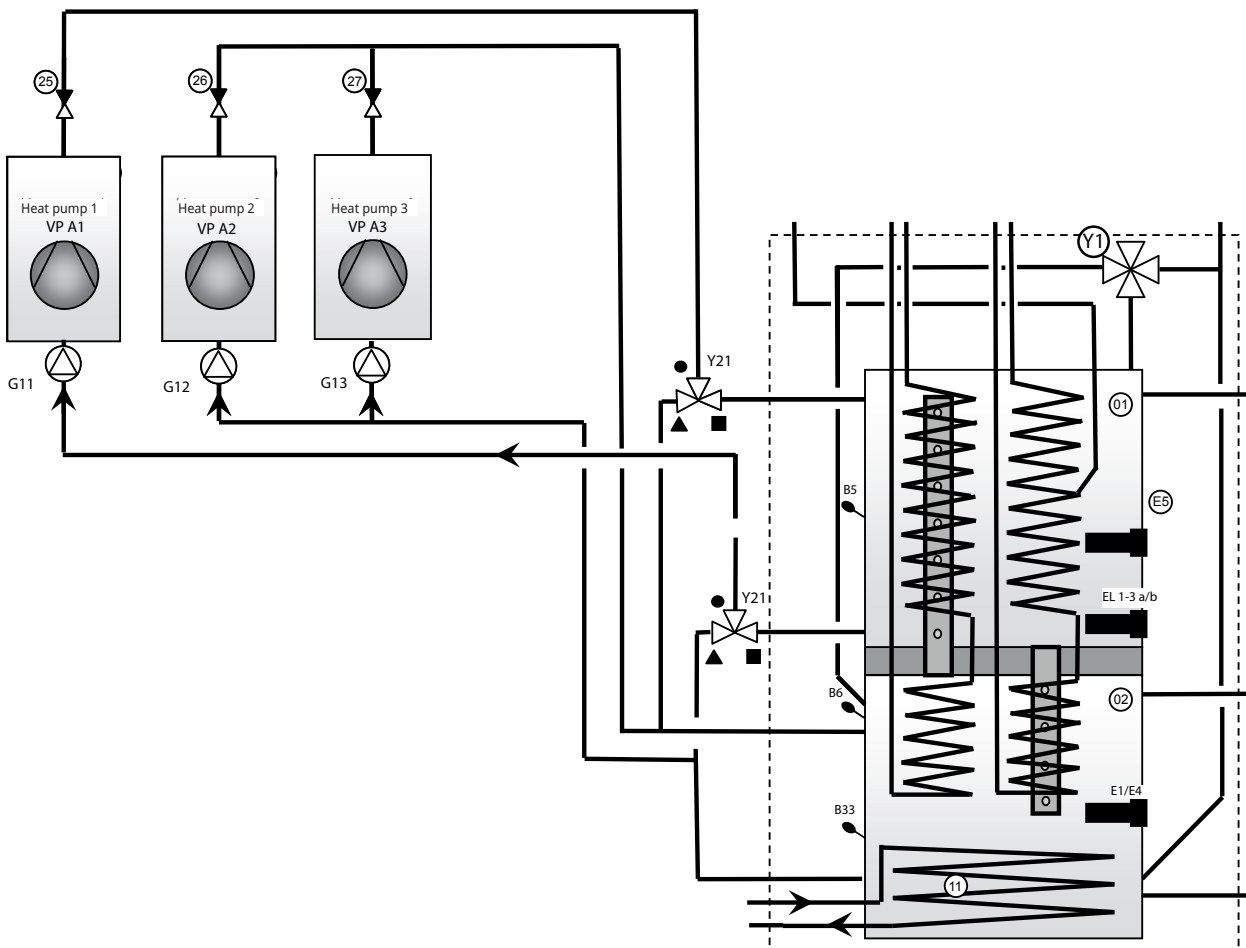 25
26
27
Heat pump 1
VP A1
Heat pump 2
VP A2
Heat pump 3
VP A3
G11
G12
G13
Y1
Y21
01
B5
E5
EL 1-3 a/b
Y21
B6
02
E1/E4
B33
11